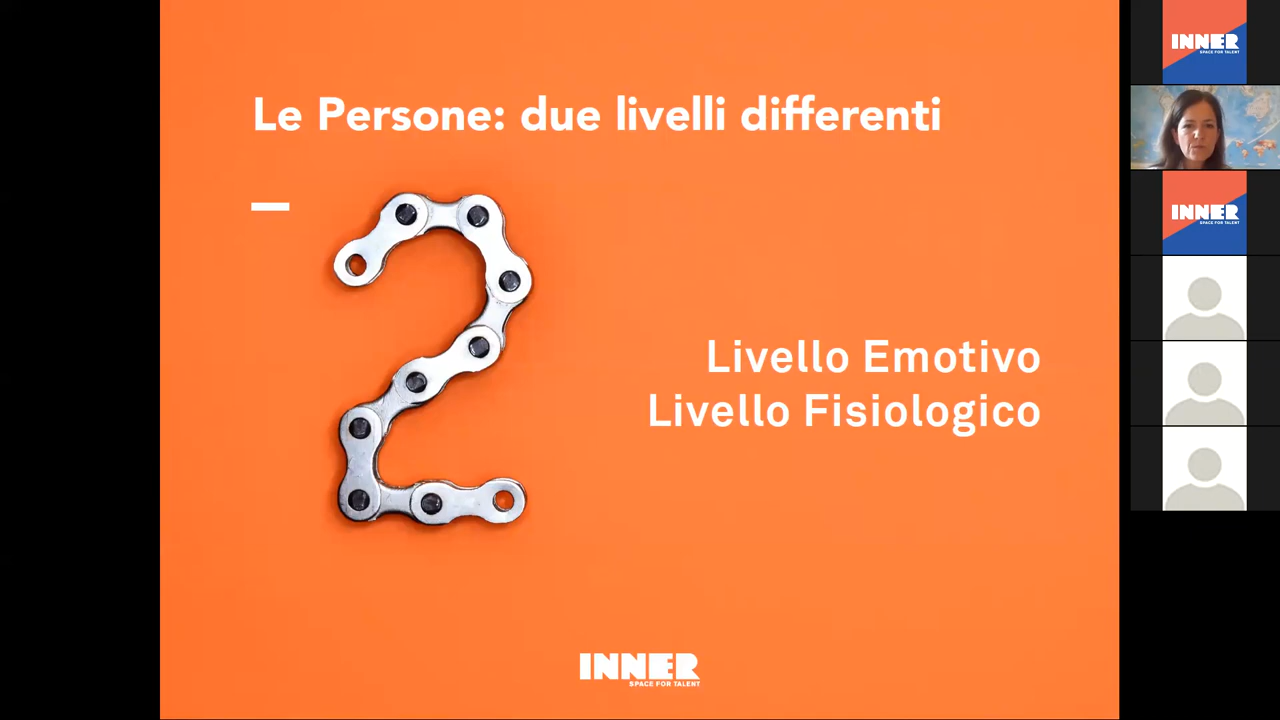 Le Persone: due livelli differenti
Livello Emotivo
Livello Fisiologico
INNER
SPACE FOR TALENT
INNER
SPACE FOR TALENT
INNER
SPACE FOR TALENT